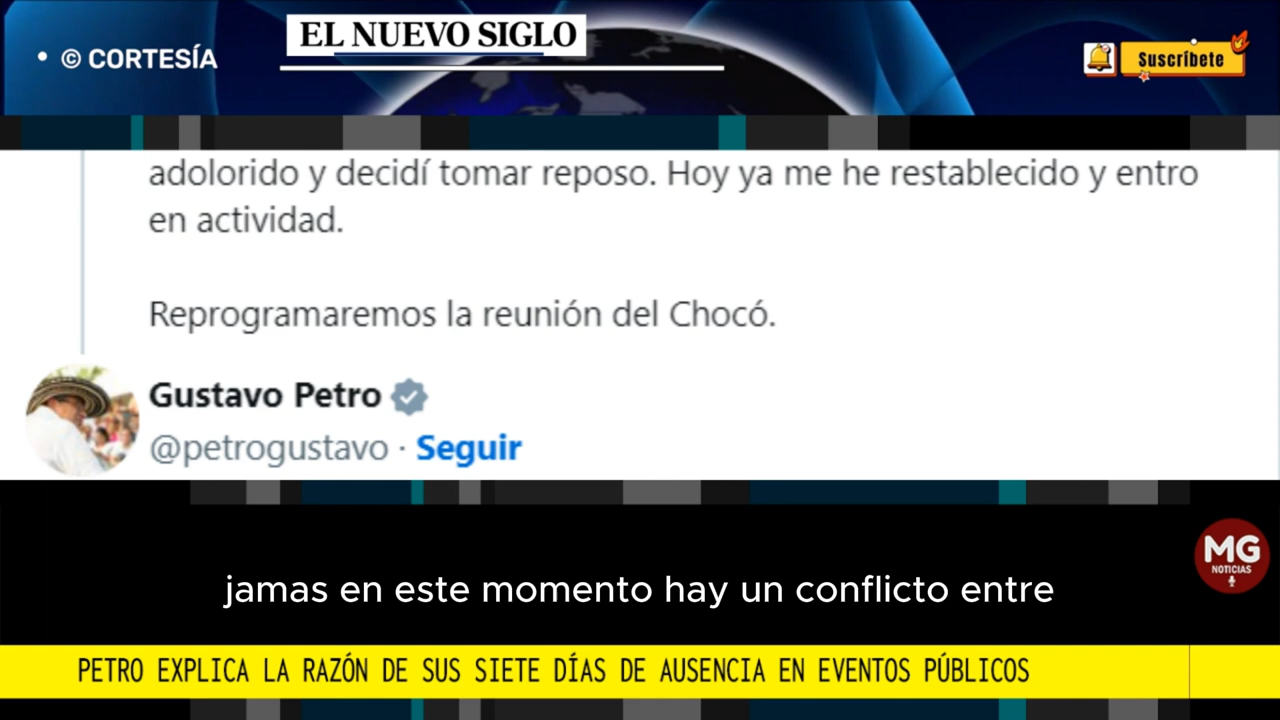 • © CORTESÍA
EL NUEVO SIGLO
Suscríbete
adolorido y decidí tomar reposo. Hoy ya me he restablecido y entro
en actividad.
Reprogramaremos la reunión del Chocó.
Gustavo Petro
@petrogustavo · Seguir
MG
NOTICIAS
jamas en este momento hay un conflicto entre
PETRO EXPLICA LA RAZÓN DE SUS SIETE DÍAS DE AUSENCIA EN EVENTOS PÚBLICOS